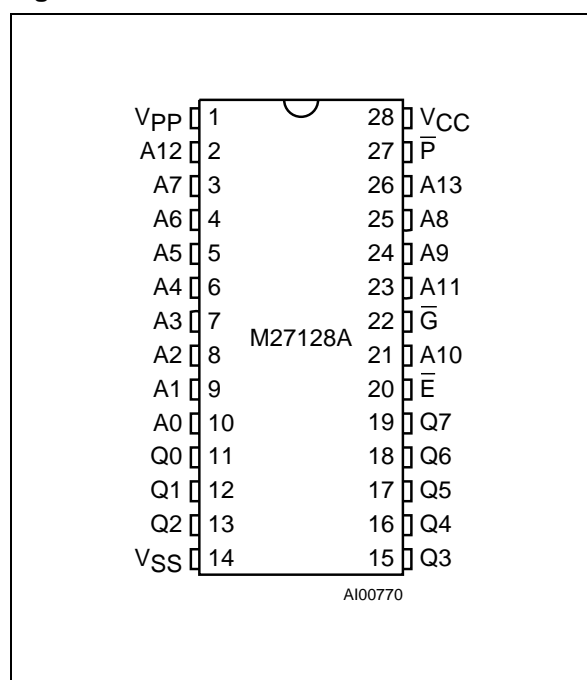 VPP 1 28 VCC
A12 2 27 P̅
A7 3 26 A13
A6 4 25 A8
A5 5 24 A9
A4 6 23 A11
A3 7 22 G̅
A2 8 M27128A 21 A10
A1 9 20 E̅
A0 10 19 Q7
Q0 11 18 Q6
Q1 12 17 Q5
Q2 13 16 Q4
VSS 14 15 Q3
AI00770